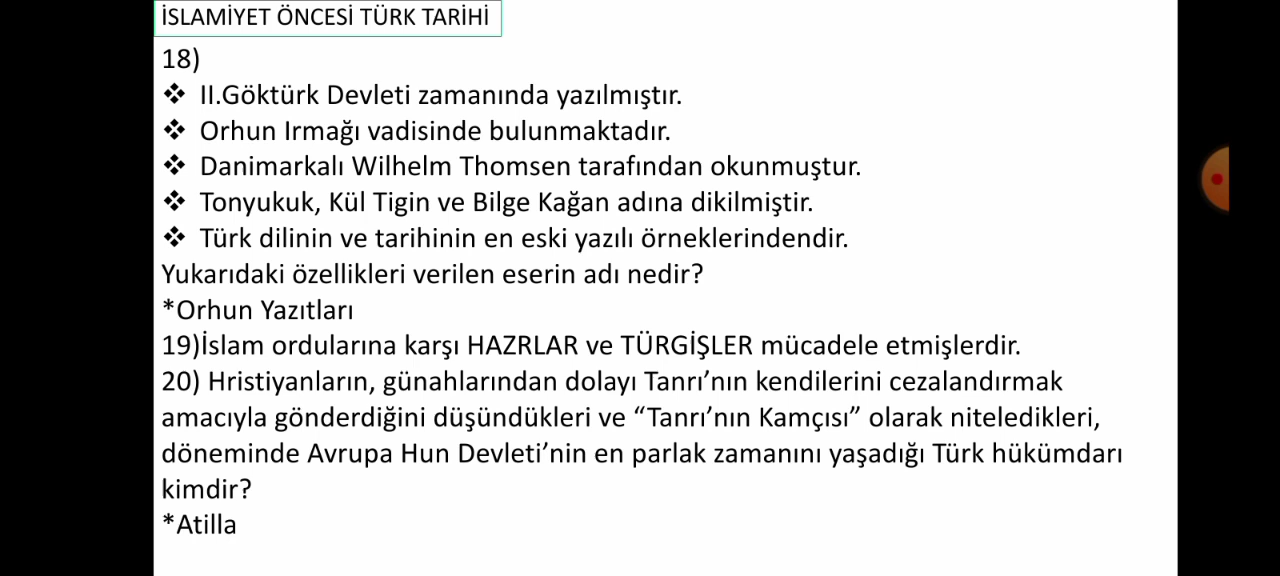 İSLAMİYET ÖNCESİ TÜRK TARİHİ
18)
❖ II.Göktürk Devleti zamanında yazılmıştır.
❖ Orhun Irmağı vadisinde bulunmaktadır.
❖ Danimarkalı Wilhelm Thomsen tarafından okunmuştur.
❖ Tonyukuk, Kül Tigin ve Bilge Kağan adına dikilmiştir.
❖ Türk dilinin ve tarihinin en eski yazılı örneklerindendir.
Yukarıdaki özellikleri verilen eserin adı nedir?
*Orhun Yazıtları
19)İslam ordularına karşı HAZRLAR ve TÜRGİŞLER mücadele etmişlerdir.
20) Hristiyanların, günahlarından dolayı Tanrı’nın kendilerini cezalandırmak
amacıyla gönderdiğini düşündükleri ve “Tanrı’nın Kamçısı” olarak niteledikleri,
döneminde Avrupa Hun Devleti’nin en parlak zamanını yaşadığı Türk hükümdarı
kimdir?
*Atilla